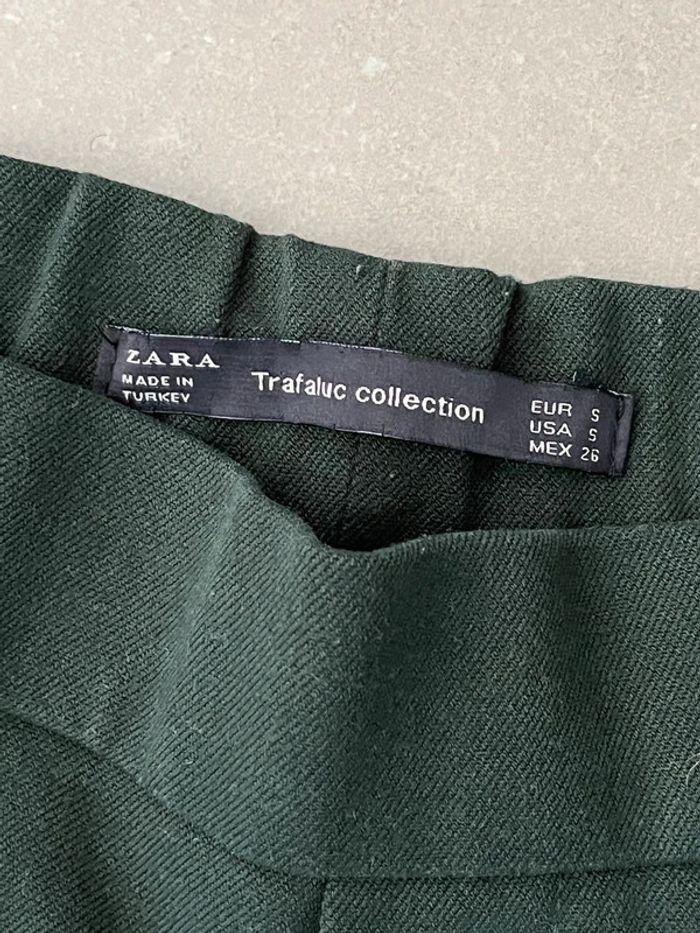 ZARA
MADE IN
TURKEY
Trafaluc collection
EUR S
USA S
MEX 26